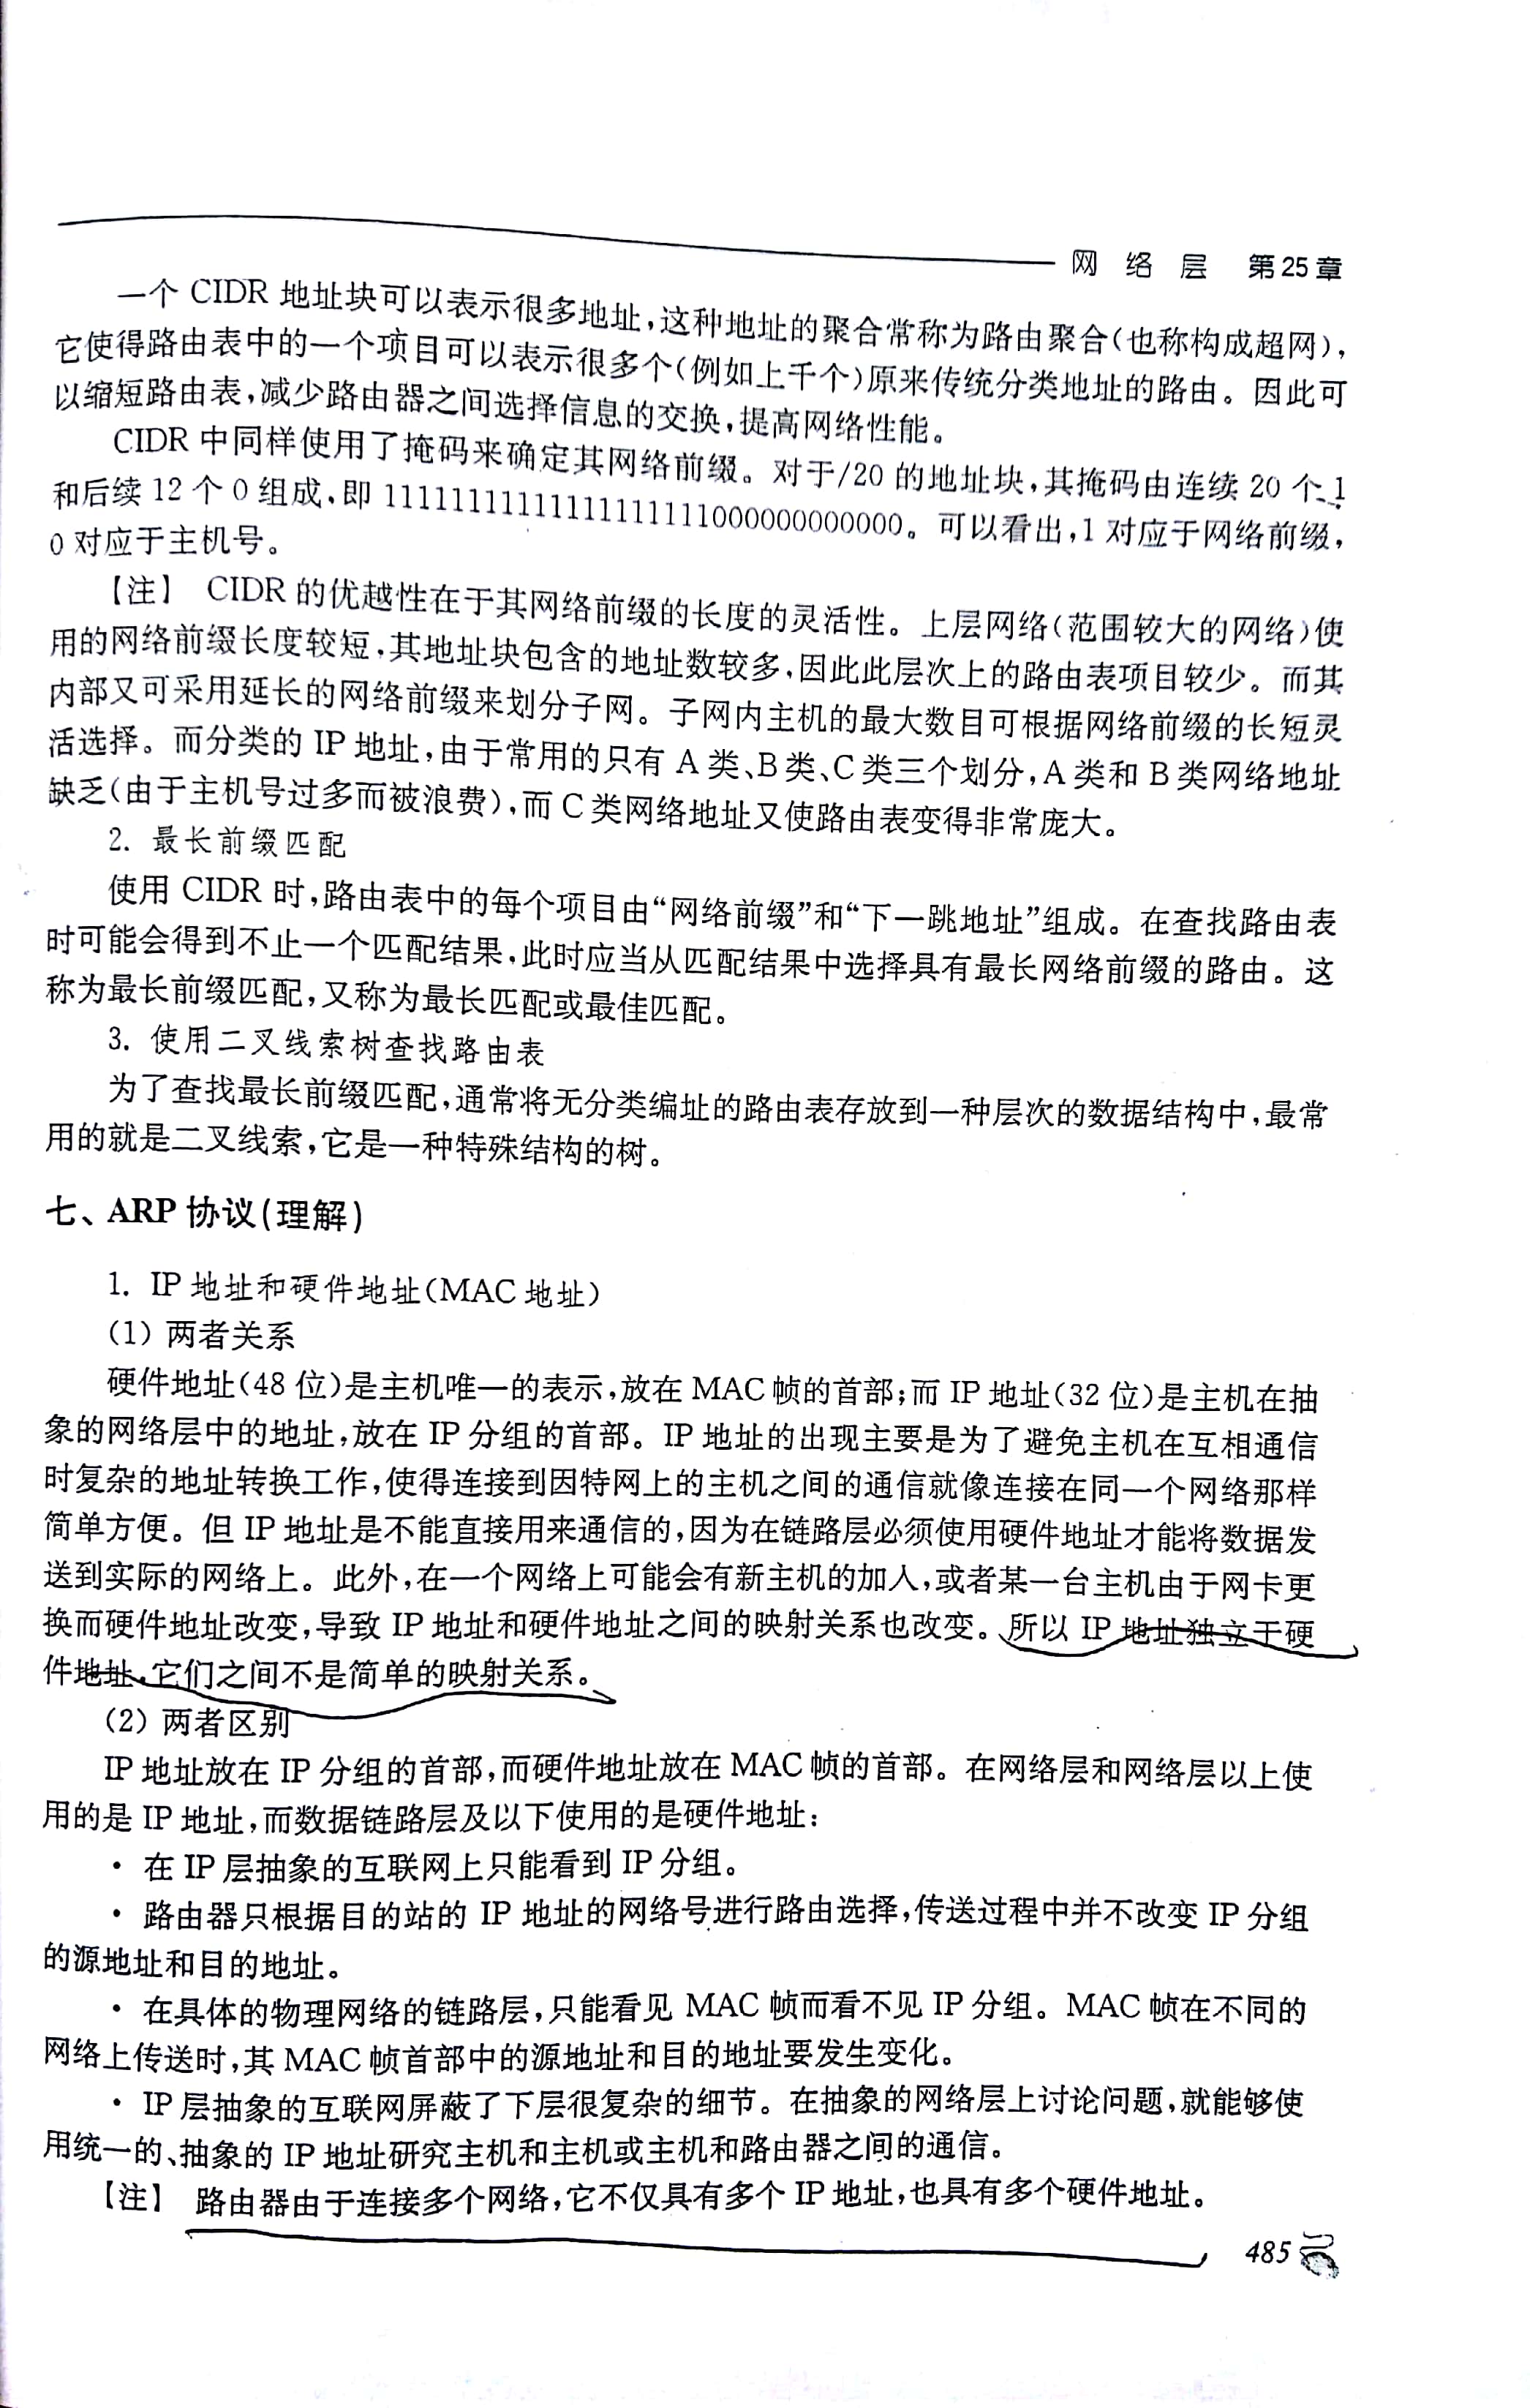 网 络 层 第25章
一个 CIDR 地址块可以表示很多地址,这种地址的聚合常称为路由聚合(也称构成超网),
它使得路由表中的一个项目可以表示很多个(例如上千个)原来传统分类地址的路由。因此可
以缩短路由表,减少路由器之间选择信息的交换,提高网络性能。
CIDR 中同样使用了掩码来确定其网络前缀。对于/20 的地址块,其掩码由连续 20 个 1
和后续 12 个 0 组成,即 11111111111111111111000000000000。可以看出,1 对应于网络前缀,
0 对应于主机号。
【注】 CIDR 的优越性在于其网络前缀的长度的灵活性。上层网络(范围较大的网络)使
用的网络前缀长度较短,其地址块包含的地址数较多,因此此层次上的路由表项目较少。而其
内部又可采用延长的网络前缀来划分子网。子网内主机的最大数目可根据网络前缀的长短灵
活选择。而分类的 IP 地址,由于常用的只有 A 类、B 类、C 类三个划分,A 类和 B 类网络地址
缺乏(由于主机号过多而被浪费),而 C 类网络地址又使路由表变得非常庞大。
2. 最长前缀匹配
使用 CIDR 时,路由表中的每个项目由“网络前缀”和“下一跳地址”组成。在查找路由表
时可能会得到不止一个匹配结果,此时应当从匹配结果中选择具有最长网络前缀的路由。这
称为最长前缀匹配,又称为最长匹配或最佳匹配。
3. 使用二叉线索树查找路由表
为了查找最长前缀匹配,通常将无分类编址的路由表存放到一种层次的数据结构中,最常
用的就是二叉线索,它是一种特殊结构的树。
七、ARP 协议(理解)
1. IP 地址和硬件地址(MAC 地址)
(1) 两者关系
硬件地址(48 位)是主机唯一的表示,放在 MAC 帧的首部;而 IP 地址(32 位)是主机在抽
象的网络层中的地址,放在 IP 分组的首部。IP 地址的出现主要是为了避免主机在互相通信
时复杂的地址转换工作,使得连接到因特网上的主机之间的通信就像连接在同一个网络那样
简单方便。但 IP 地址是不能直接用来通信的,因为在链路层必须使用硬件地址才能将数据发
送到实际的网络上。此外,在一个网络上可能会有新主机的加入,或者某一台主机由于网卡更
换而硬件地址改变,导致 IP 地址和硬件地址之间的映射关系也改变。所以 IP 地址独立于硬
件地址,它们之间不是简单的映射关系。
(2) 两者区别
IP 地址放在 IP 分组的首部,而硬件地址放在 MAC 帧的首部。在网络层和网络层以上使
用的是 IP 地址,而数据链路层及以下使用的是硬件地址:
• 在 IP 层抽象的互联网上只能看到 IP 分组。
• 路由器只根据目的站的 IP 地址的网络号进行路由选择,传送过程中并不改变 IP 分组
的源地址和目的地址。
• 在具体的物理网络的链路层,只能看见 MAC 帧而看不见 IP 分组。MAC 帧在不同的
网络上传送时,其 MAC 帧首部中的源地址和目的地址要发生变化。
• IP 层抽象的互联网屏蔽了下层很复杂的细节。在抽象的网络层上讨论问题,就能够使
用统一的、抽象的 IP 地址研究主机和主机或主机和路由器之间的通信。
【注】 路由器由于连接多个网络,它不仅具有多个 IP 地址,也具有多个硬件地址。
485